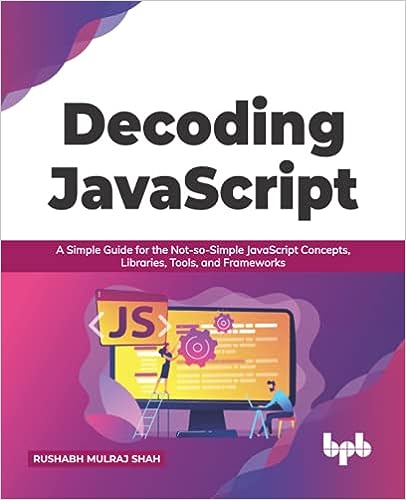 Decoding
JavaScript
A Simple Guide for the Not-so-Simple JavaScript Concepts,
Libraries, Tools, and Frameworks
< JS >
RUSHABH MULRAJ SHAH
bpb